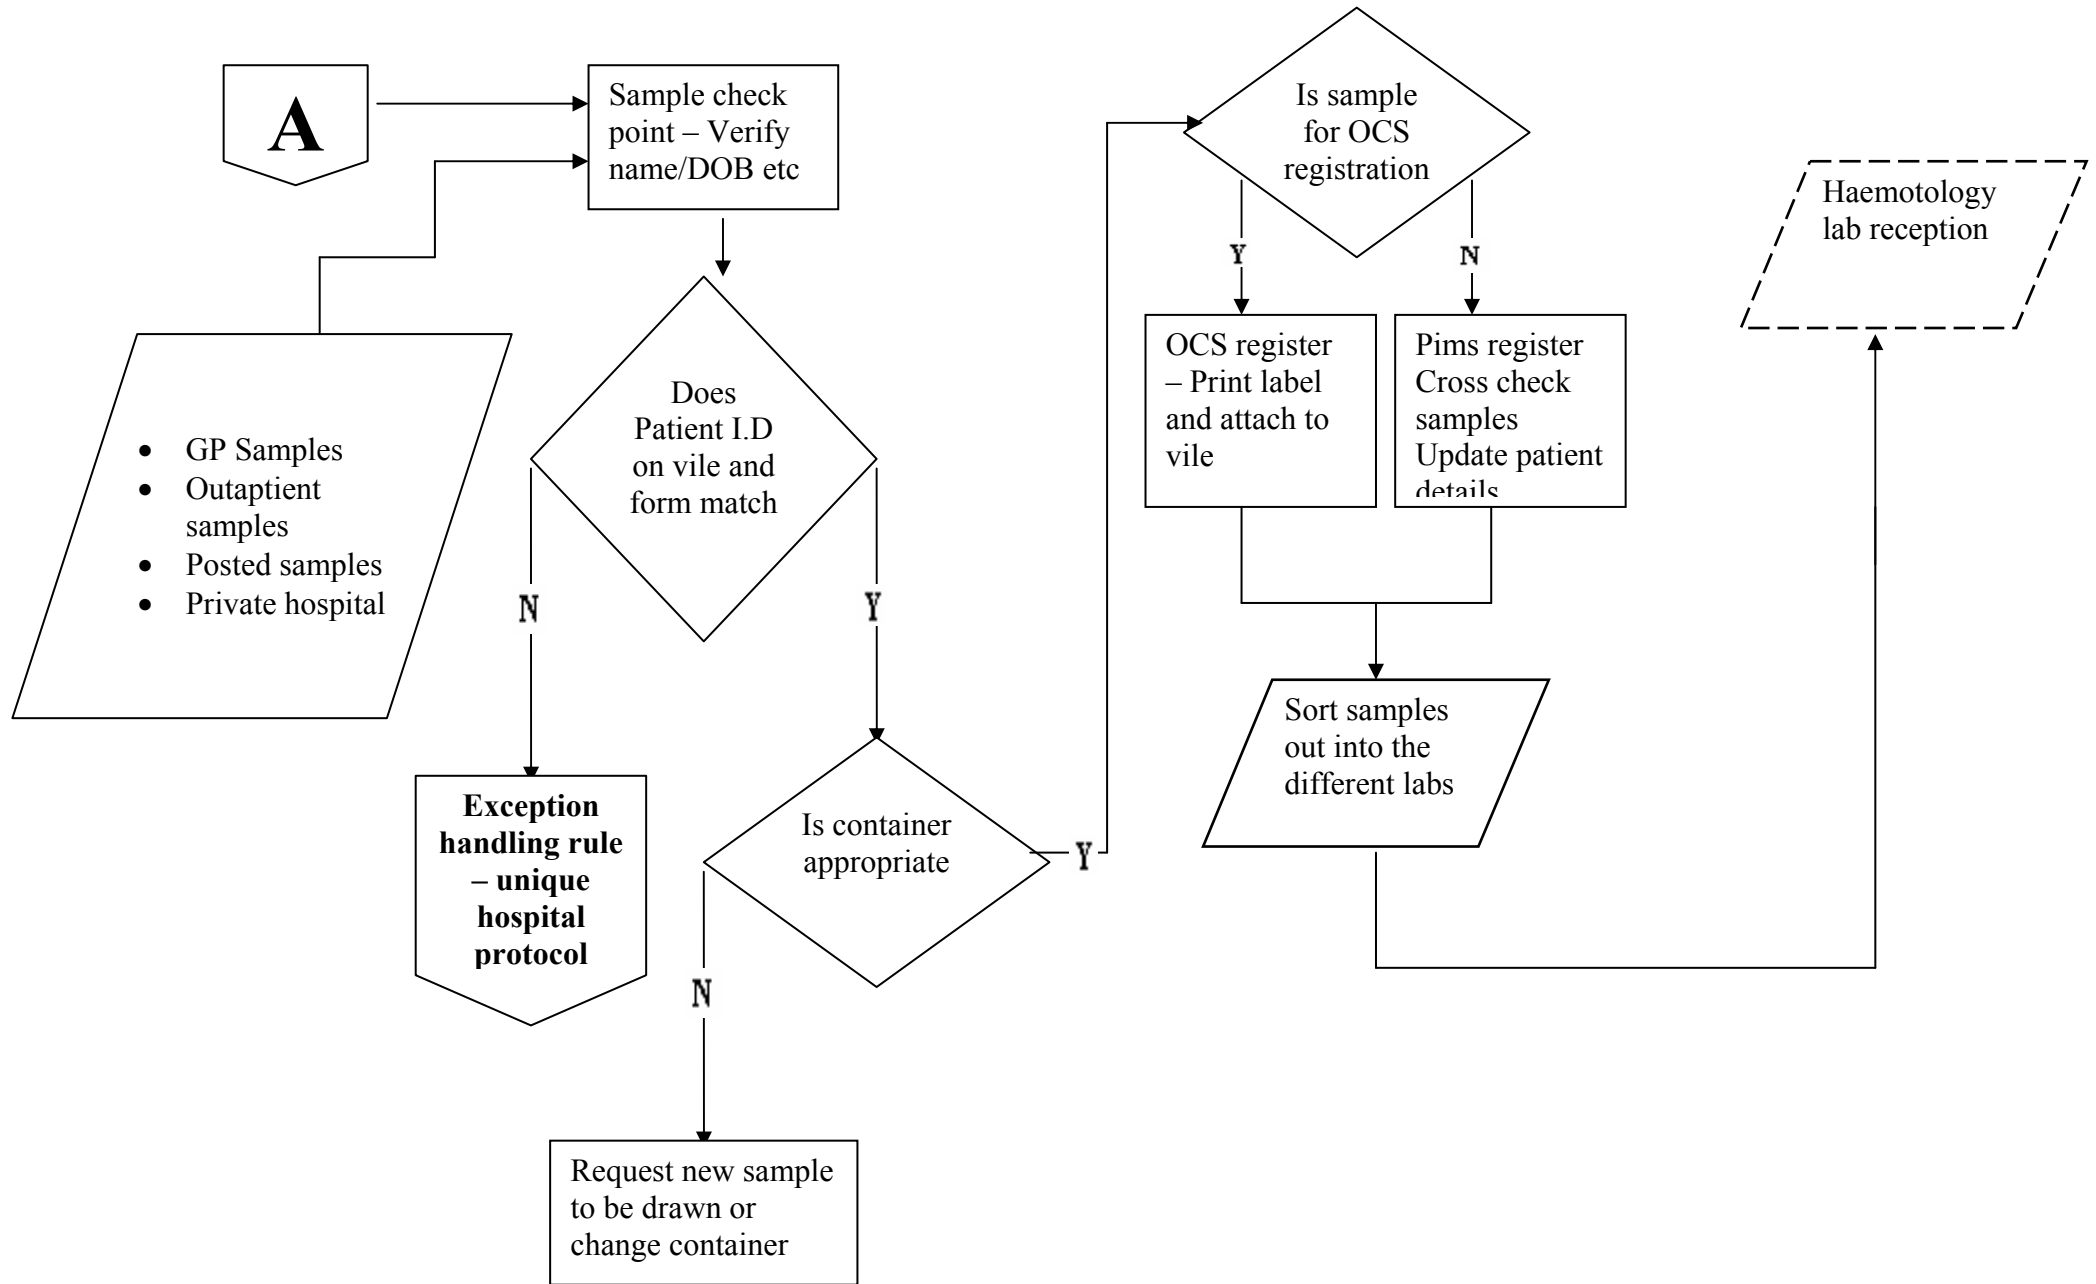 A
Sample check
point – Verify
name/DOB etc
• GP Samples
• Outaptient
samples
• Posted samples
• Private hospital
Does
Patient I.D
on vile and
form match
N
Y
Exception
handling rule
– unique
hospital
protocol
Is container
appropriate
Y
N
Request new sample
to be drawn or
change container
Is sample
for OCS
registration
Y
N
OCS register
– Print label
and attach to
vile
Pims register
Cross check
samples
Update patient
details
Sort samples
out into the
different labs
Haemotology
lab reception